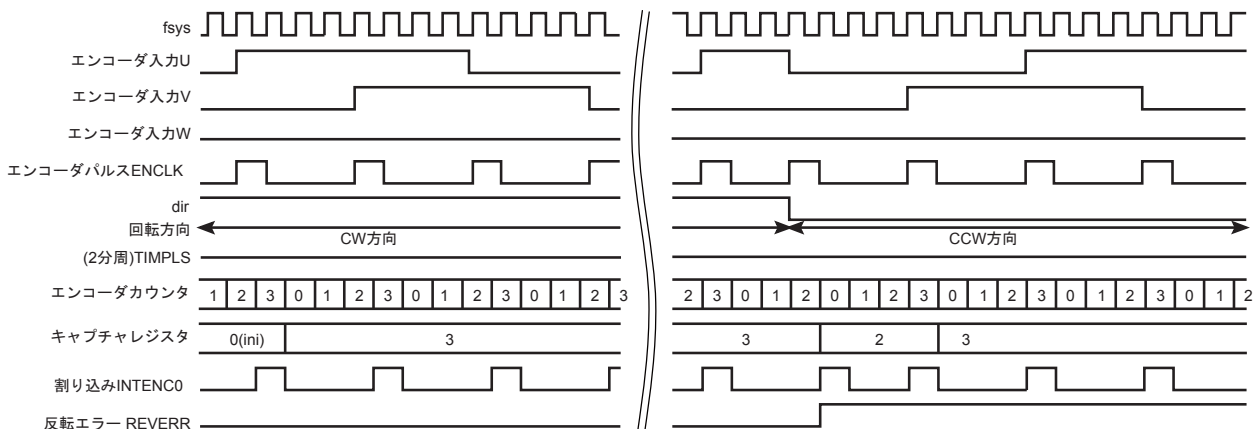 fsys
エンコーダ入力U
エンコーダ入力V
エンコーダ入力W
エンコーダパルスENCLK
dir
回転方向 CW方向 CCW方向
(2分周)TIMPLS
エンコーダカウンタ 1 2 3 0 1 2 3 0 1 2 3 0 1 2 3 2 3 0 1 2 0 1 2 3 0 1 2 3 0 1 2 3 0 1 2
キャプチャレジスタ 0(ini) 3 3 2 3
割り込みINTENC0
反転エラー REVERR